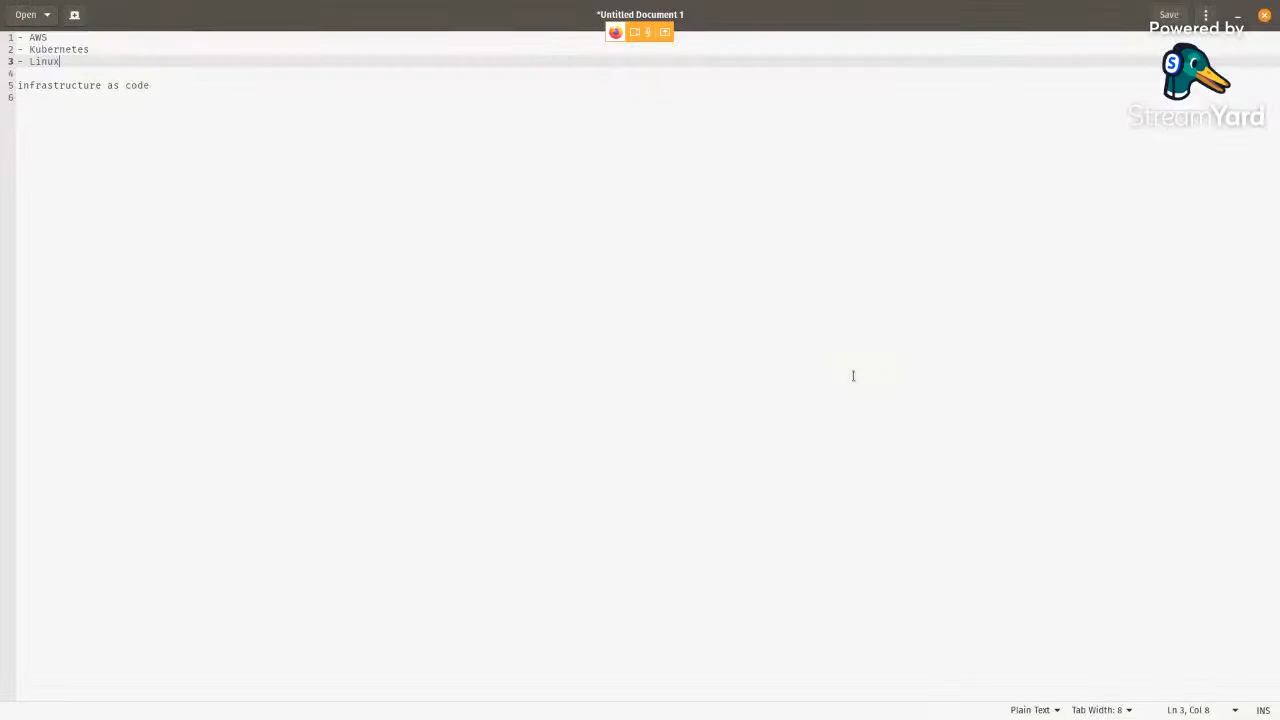 Open
*Untitled Document 1
Save
Powered by
StreamYard
1 - AWS
2 - Kubernetes
3 - Linux
4
5 infrastructure as code
6
Plain Text
Tab Width: 8
Ln 3, Col 8
INS